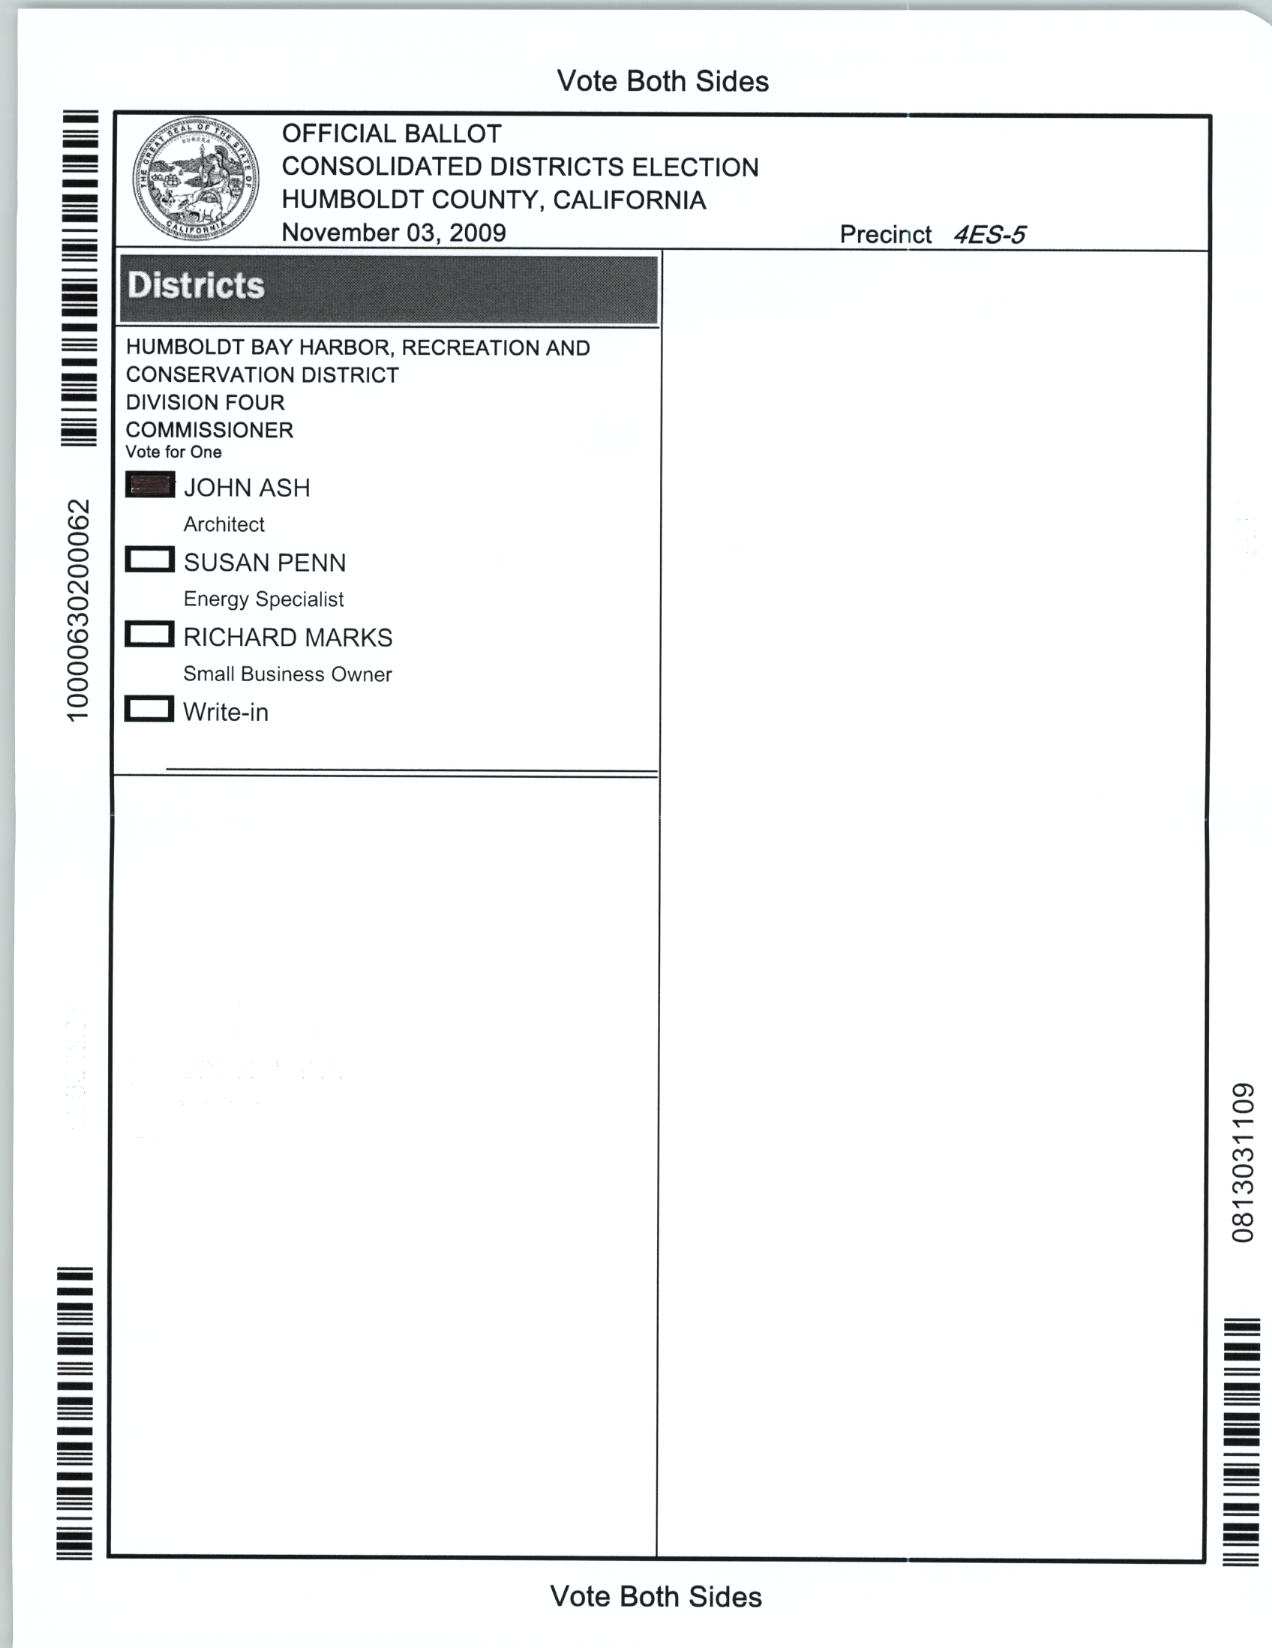 Vote Both Sides
THE GREAT SEAL OF THE STATE OF CALIFORNIA
EUREKA
OFFICIAL BALLOT
CONSOLIDATED DISTRICTS ELECTION
HUMBOLDT COUNTY, CALIFORNIA
November 03, 2009
Precinct 4ES-5
Districts
HUMBOLDT BAY HARBOR, RECREATION AND
CONSERVATION DISTRICT
DIVISION FOUR
COMMISSIONER
Vote for One
JOHN ASH
Architect
SUSAN PENN
Energy Specialist
RICHARD MARKS
Small Business Owner
Write-in
10000630200062
0813031109
Vote Both Sides